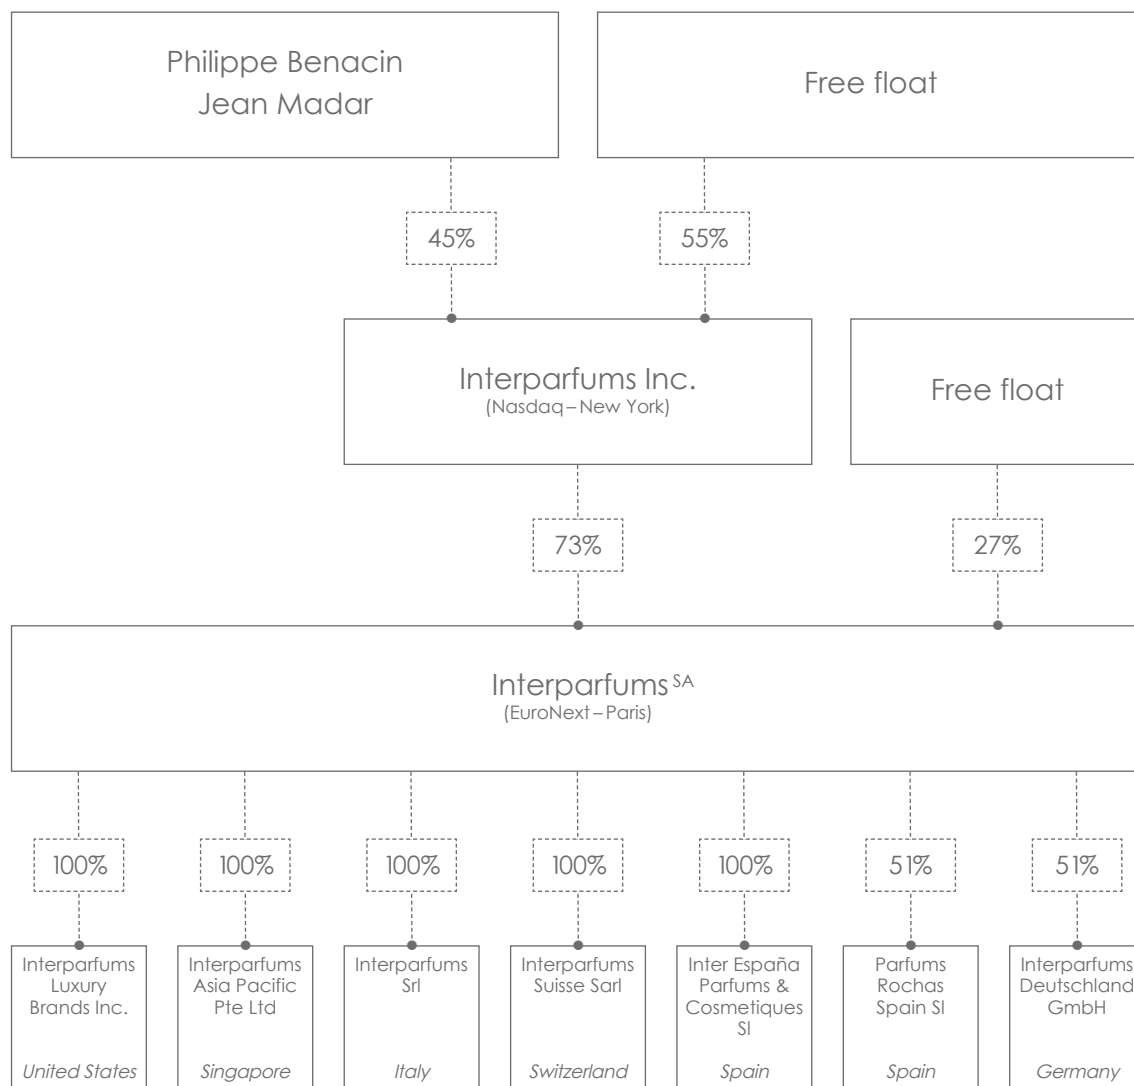 Philippe Benacin
Jean Madar
Free float
45%
55%
Interparfums Inc.
(Nasdaq – New York)
Free float
73%
27%
Interparfums SA
(EuroNext – Paris)
100%
100%
100%
100%
100%
51%
51%
Interparfums
Luxury
Brands Inc.
United States
Interparfums
Asia Pacific
Pte Ltd
Singapore
Interparfums
Srl
Italy
Interparfums
Suisse Sarl
Switzerland
Inter España
Parfums &
Cosmetiques
Sl
Spain
Parfums
Rochas
Spain Sl
Spain
Interparfums
Deutschland
GmbH
Germany